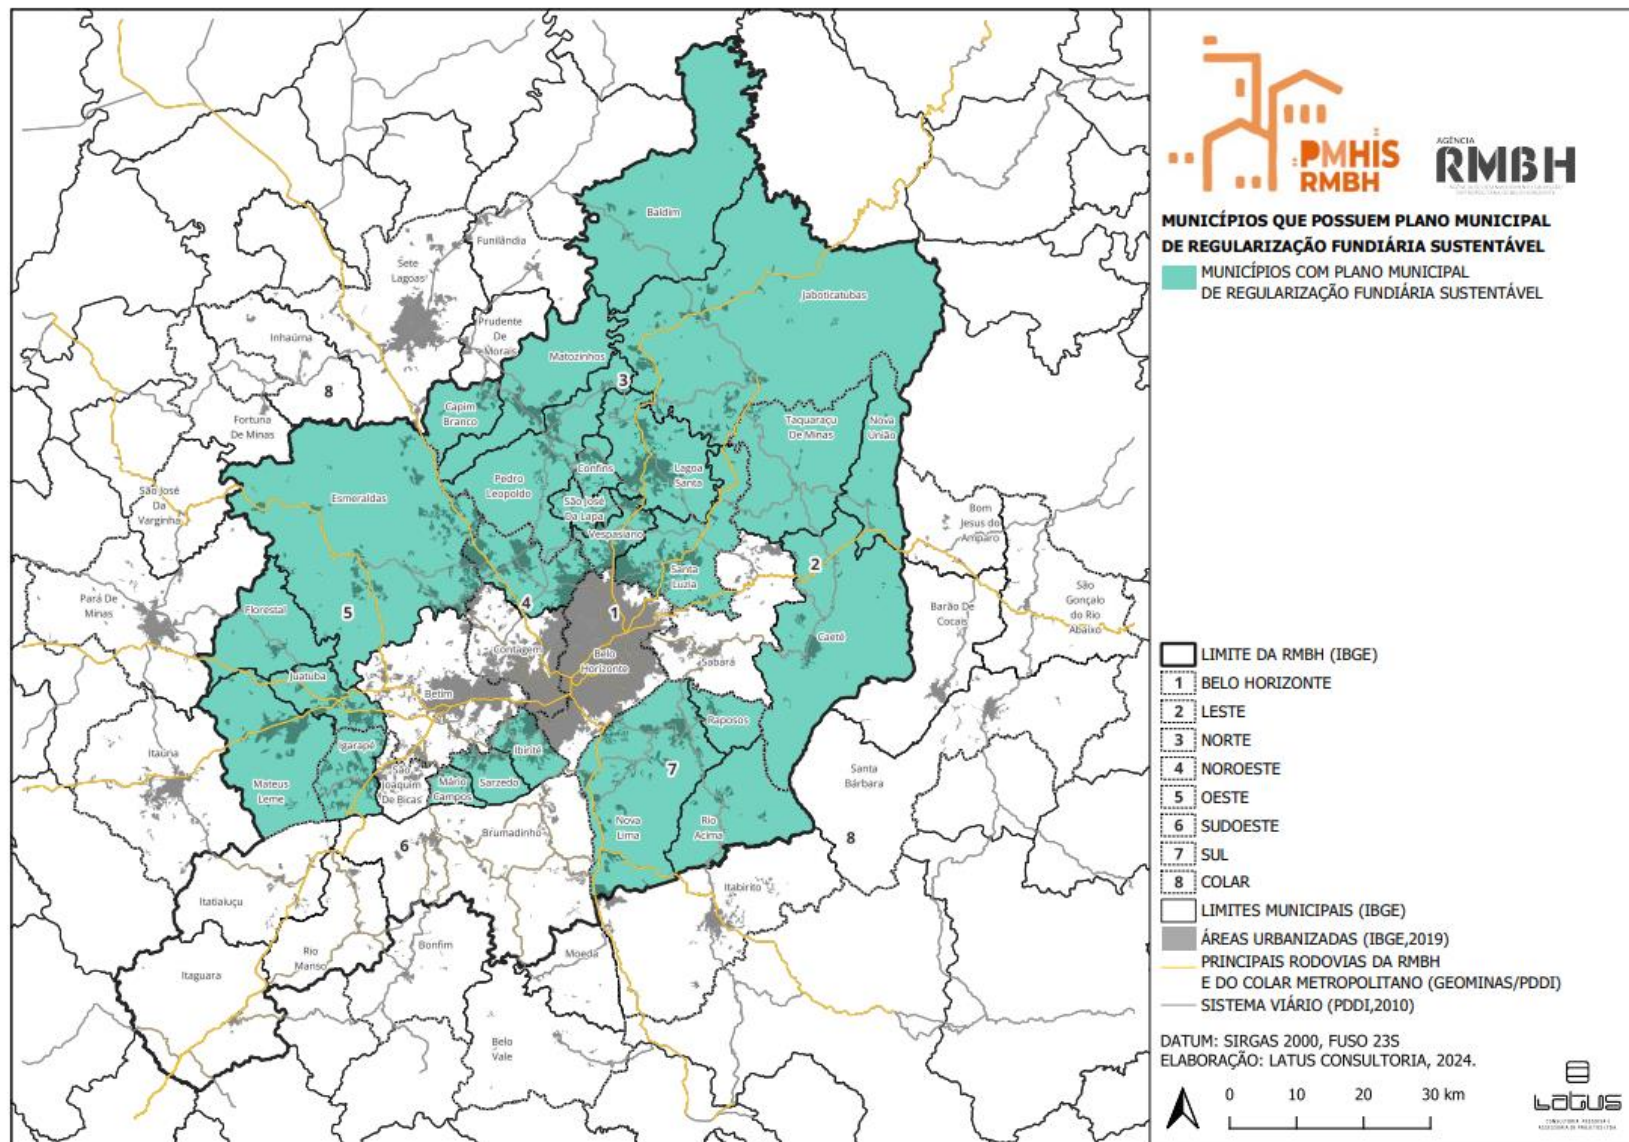 Baldim
Funilândia
Sete
Lagoas
Jaboticatubas
Prudente
De
Morais
Inhaúma
Matozinhos
3
8
Capim
Branco
Fortuna
De Minas
Taquaraçu
De Minas
Nova
União
Confins
Lagoa
Santa
Pedro
Leopoldo
Esmeraldas
São José
Da
Varginha
São José
Da Lapa
Bom
Jesus do
Amparo
Vespasiano
2
Santa
Luzia
São
Gonçalo
do Rio
Abaixo
Pará De
Minas
Florestal
5
4
1
Barão De
Cocais
Caeté
Contagem
Belo
Horizonte
Sabará
Juatuba
Betim
Raposos
Itaúna
Igarapé
Ibirité
7
São
Joaquim
De Bicas
Mário
Campos
Sarzedo
Santa
Bárbara
Mateus
Leme
Nova
Lima
Rio
Acima
Brumadinho
6
8
Itatiaiuçu
Itabirito
Rio
Manso
Bonfim
Moeda
Itaguara
Belo
Vale
PMHIS
RMBH
AGÊNCIA
RMBH
MUNICÍPIOS QUE POSSUEM PLANO MUNICIPAL
DE REGULARIZAÇÃO FUNDIÁRIA SUSTENTÁVEL
MUNICÍPIOS COM PLANO MUNICIPAL
DE REGULARIZAÇÃO FUNDIÁRIA SUSTENTÁVEL
LIMITE DA RMBH (IBGE)
1 BELO HORIZONTE
2 LESTE
3 NORTE
4 NOROESTE
5 OESTE
6 SUDOESTE
7 SUL
8 COLAR
LIMITES MUNICIPAIS (IBGE)
ÁREAS URBANIZADAS (IBGE,2019)
PRINCIPAIS RODOVIAS DA RMBH
E DO COLAR METROPOLITANO (GEOMINAS/PDDI)
SISTEMA VIÁRIO (PDDI,2010)
DATUM: SIRGAS 2000, FUSO 23S
ELABORAÇÃO: LATUS CONSULTORIA, 2024.
0 10 20 30 km
LATUS